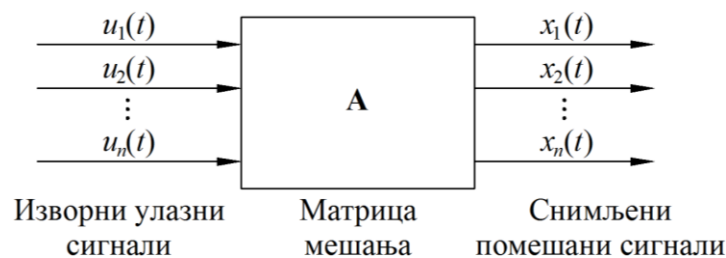 u₁(t)
x₁(t)
u₂(t)
x₂(t)
⋮
A
⋮
uₙ(t)
xₙ(t)
Изворни улазни
сигнали
Матрица
мешања
Снимљени
помешани сигнали